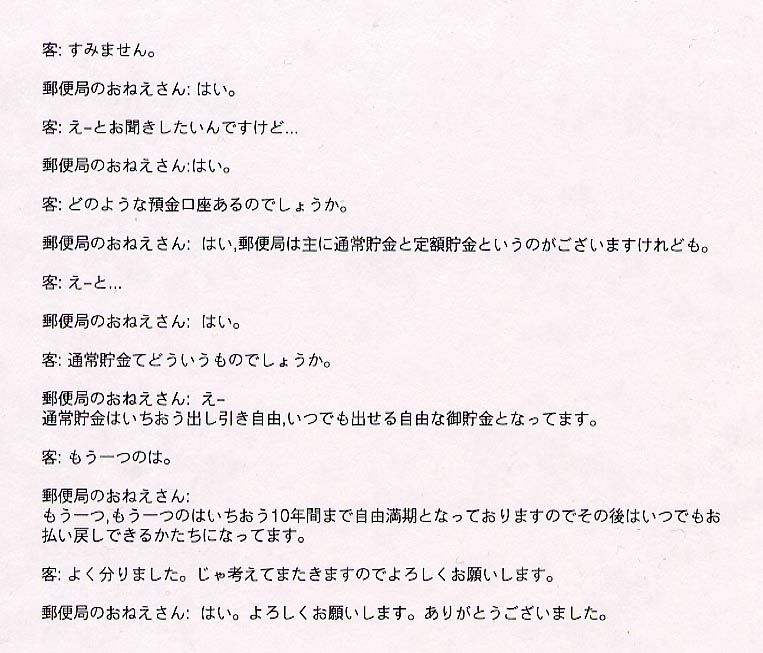 客: すみません。
郵便局のおねえさん: はい。
客: えーとお聞きしたいんですけど...
郵便局のおねえさん:はい。
客: どのような預金口座あるのでしょうか。
郵便局のおねえさん: はい,郵便局は主に通常貯金と定額貯金というのがございますけれども。
客: えーと...
郵便局のおねえさん: はい。
客: 通常貯金てどういうものでしょうか。
郵便局のおねえさん: えー
通常貯金はいちおう出し引き自由,いつでも出せる自由な御貯金となってます。
客: もう一つのは。
郵便局のおねえさん:
もう一つ,もう一つのはいちおう10年間まで自由満期となっておりますのでその後はいつでもお
払い戻しできるかたちになってます。
客: よく分りました。じゃ考えてまたきますのでよろしくお願いします。
郵便局のおねえさん: はい。よろしくお願いします。ありがとうございました。